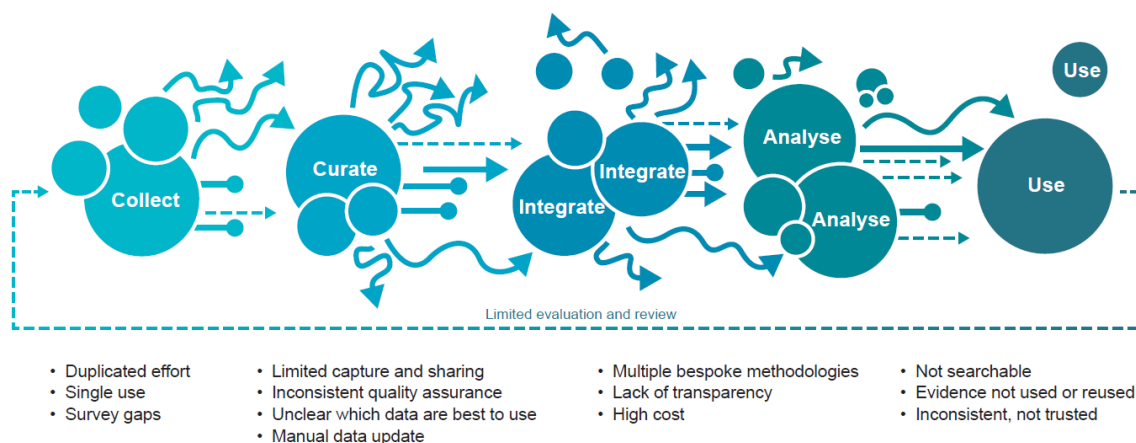 Use
Collect
Curate
Integrate
Integrate
Analyse
Analyse
Use
Limited evaluation and review
• Duplicated effort
• Single use
• Survey gaps
• Limited capture and sharing
• Inconsistent quality assurance
• Unclear which data are best to use
• Manual data update
• Multiple bespoke methodologies
• Lack of transparency
• High cost
• Not searchable
• Evidence not used or reused
• Inconsistent, not trusted